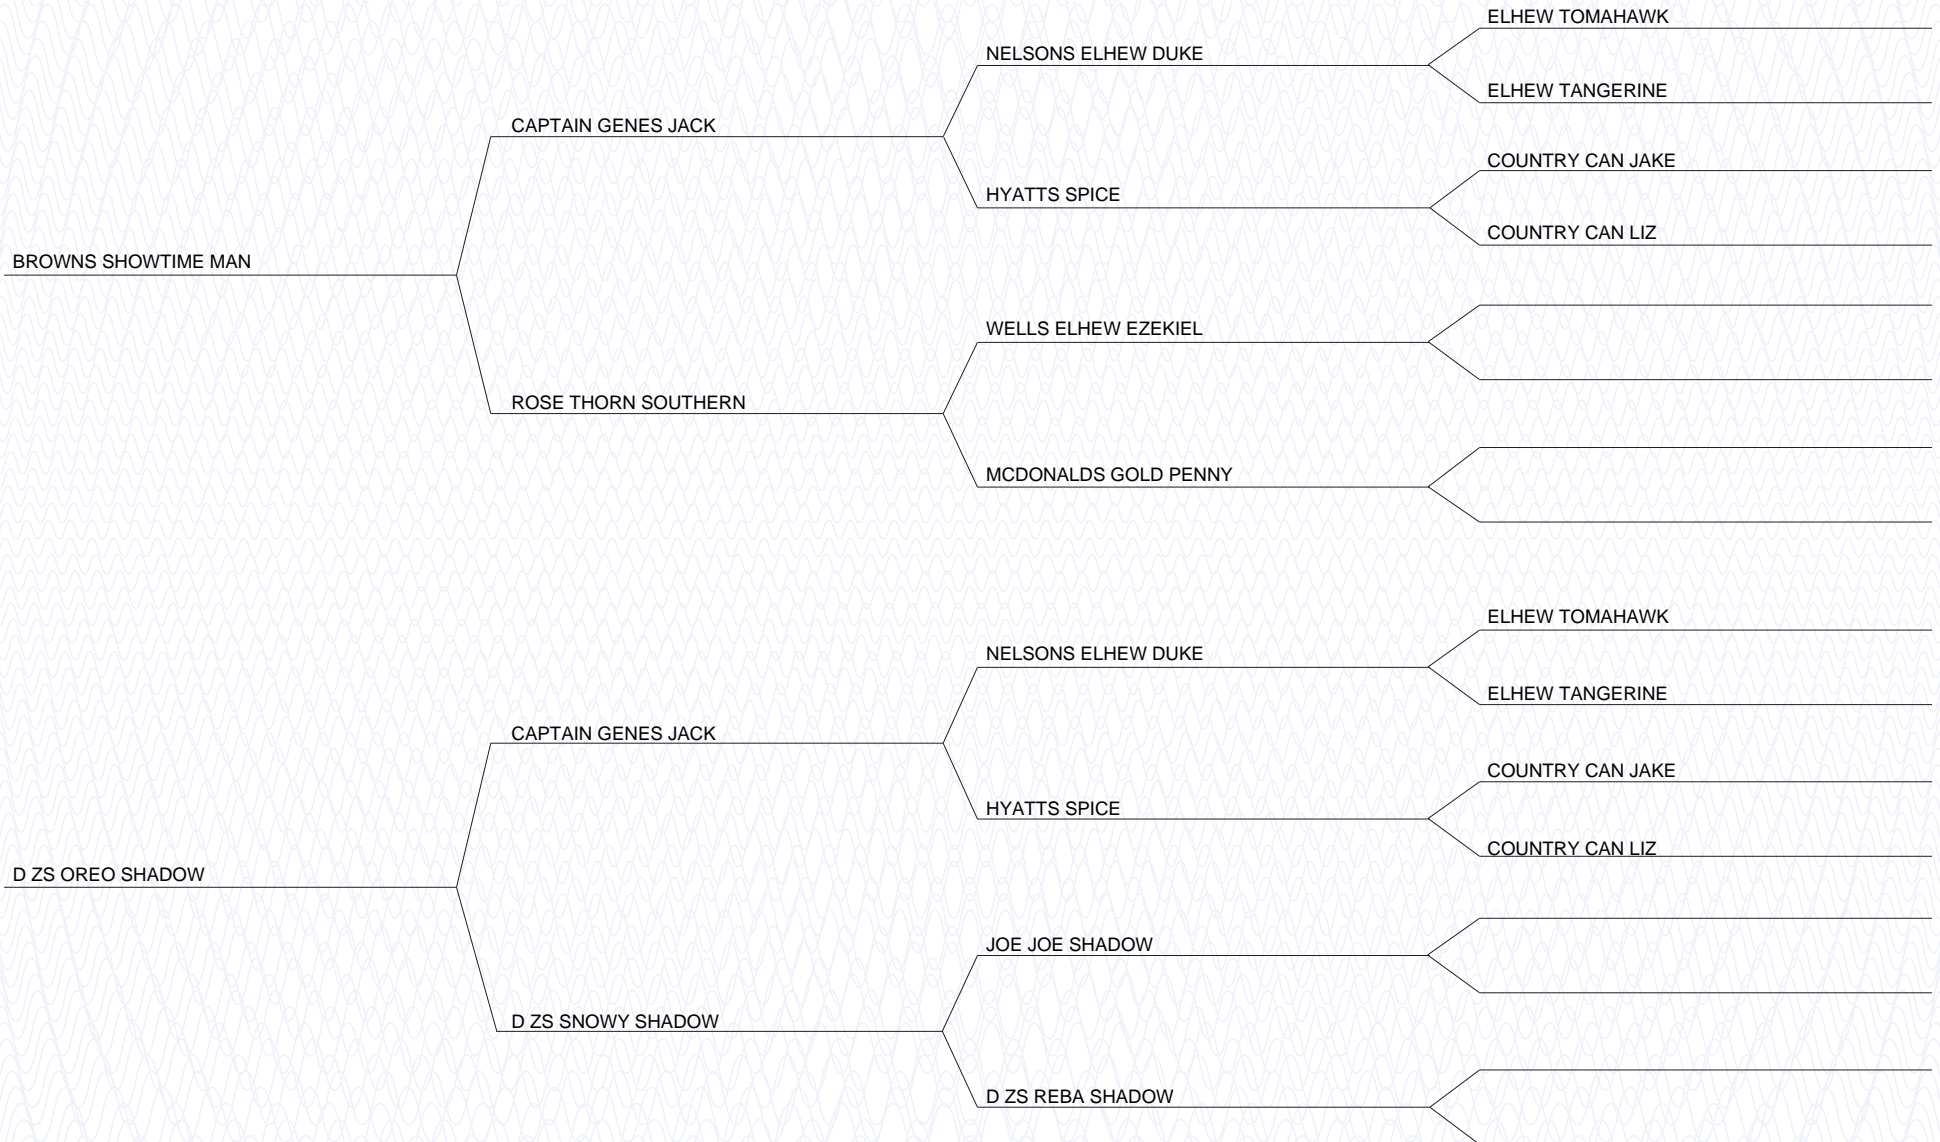 ELHEW TOMAHAWK
NELSONS ELHEW DUKE
ELHEW TANGERINE
CAPTAIN GENES JACK
COUNTRY CAN JAKE
HYATTS SPICE
COUNTRY CAN LIZ
BROWNS SHOWTIME MAN
WELLS ELHEW EZEKIEL
ROSE THORN SOUTHERN
MCDONALDS GOLD PENNY
ELHEW TOMAHAWK
NELSONS ELHEW DUKE
ELHEW TANGERINE
CAPTAIN GENES JACK
COUNTRY CAN JAKE
HYATTS SPICE
COUNTRY CAN LIZ
D ZS OREO SHADOW
JOE JOE SHADOW
D ZS SNOWY SHADOW
D ZS REBA SHADOW